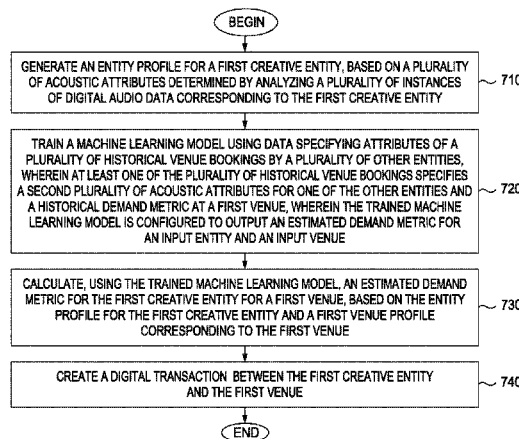 BEGIN
GENERATE AN ENTITY PROFILE FOR A FIRST CREATIVE ENTITY, BASED ON A PLURALITY
OF ACOUSTIC ATTRIBUTES DETERMINED BY ANALYZING A PLURALITY OF INSTANCES
OF DIGITAL AUDIO DATA CORRESPONDING TO THE FIRST CREATIVE ENTITY
710
TRAIN A MACHINE LEARNING MODEL USING DATA SPECIFYING ATTRIBUTES OF A
PLURALITY OF HISTORICAL VENUE BOOKINGS BY A PLURALITY OF OTHER ENTITIES,
WHEREIN AT LEAST ONE OF THE PLURALITY OF HISTORICAL VENUE BOOKINGS SPECIFIES
A SECOND PLURALITY OF ACOUSTIC ATTRIBUTES FOR ONE OF THE OTHER ENTITIES AND
A HISTORICAL DEMAND METRIC AT A FIRST VENUE, WHEREIN THE TRAINED MACHINE
LEARNING MODEL IS CONFIGURED TO OUTPUT AN ESTIMATED DEMAND METRIC FOR
AN INPUT ENTITY AND AN INPUT VENUE
720
CALCULATE, USING THE TRAINED MACHINE LEARNING MODEL, AN ESTIMATED DEMAND
METRIC FOR THE FIRST CREATIVE ENTITY FOR A FIRST VENUE, BASED ON THE ENTITY
PROFILE FOR THE FIRST CREATIVE ENTITY AND A FIRST VENUE PROFILE
CORRESPONDING TO THE FIRST VENUE
730
CREATE A DIGITAL TRANSACTION BETWEEN THE FIRST CREATIVE ENTITY
AND THE FIRST VENUE
740
END